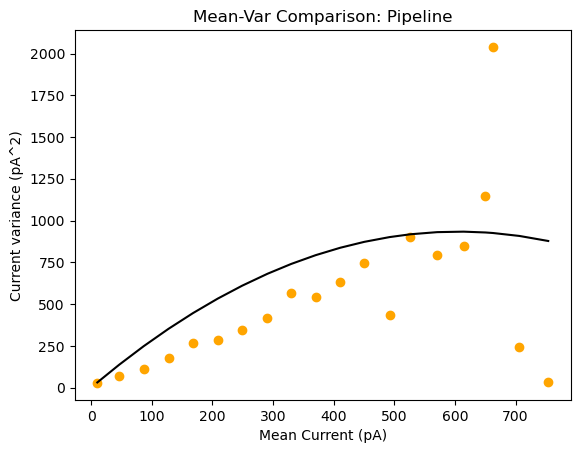 Mean-Var Comparison: Pipeline
Current variance (pA^2)
2000
1750
1500
1250
1000
750
500
250
0
0 100 200 300 400 500 600 700
Mean Current (pA)